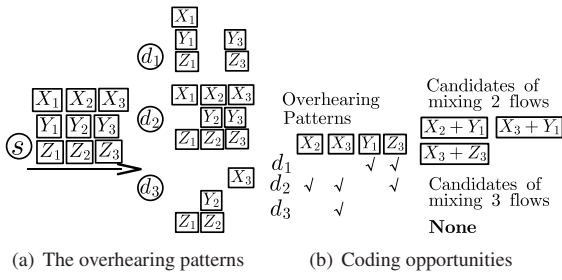 s
X₁ X₂ X₃
Y₁ Y₂ Y₃
Z₁ Z₂ Z₃
d₁
X₁
Y₁ Y₃
Z₁ Z₃
d₂
X₁ X₂ X₃
Y₂ Y₃
Z₁ Z₂ Z₃
d₃
X₃
Y₂
Z₁ Z₂
(a) The overhearing patterns
Overhearing
Patterns
X₂ X₃ Y₁ Z₃
d₁ √ √
d₂ √ √ √
d₃ √
Candidates of
mixing 2 flows
X₂ + Y₁ X₃ + Y₁
X₃ + Z₃
Candidates of
mixing 3 flows
None
(b) Coding opportunities